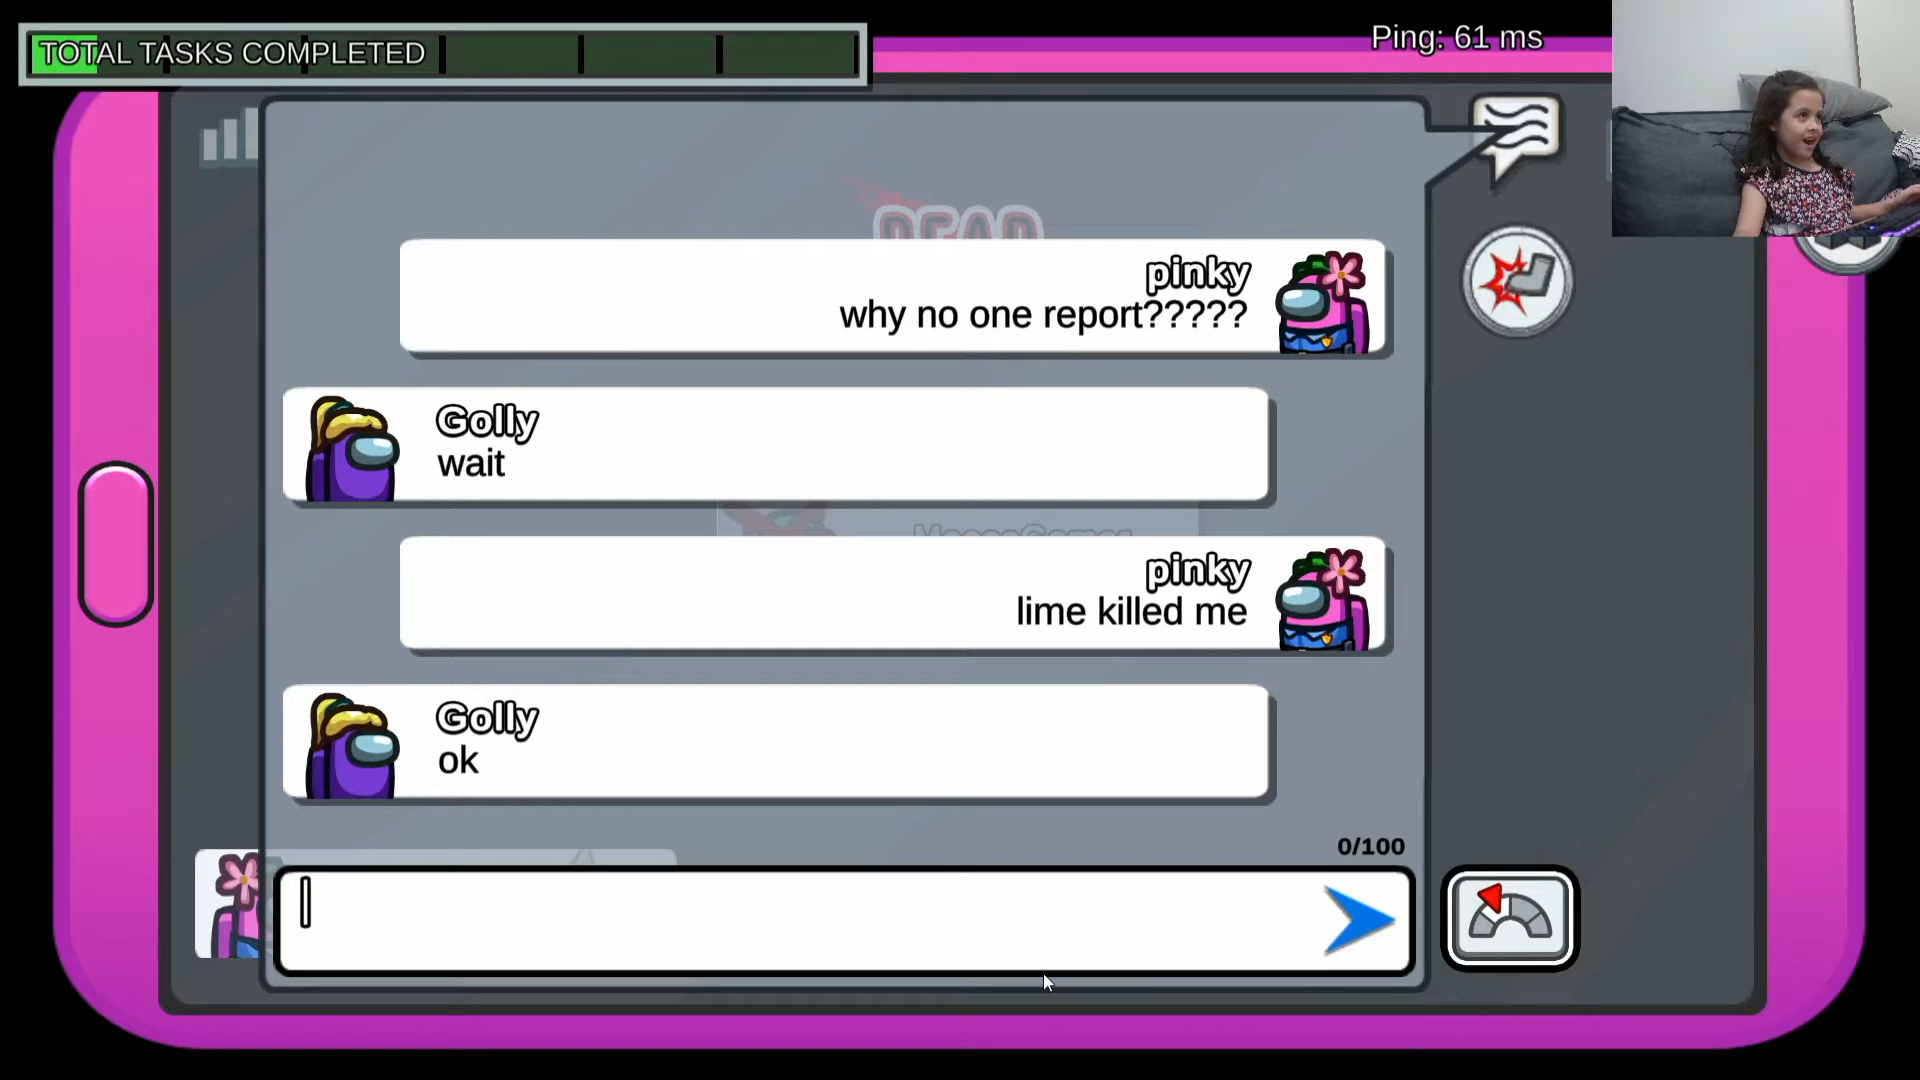 TOTAL TASKS COMPLETED
Ping: 61 ms
DEAD
pinky
why no one report?????
Golly
wait
pinky
lime killed me
Golly
ok
0/100